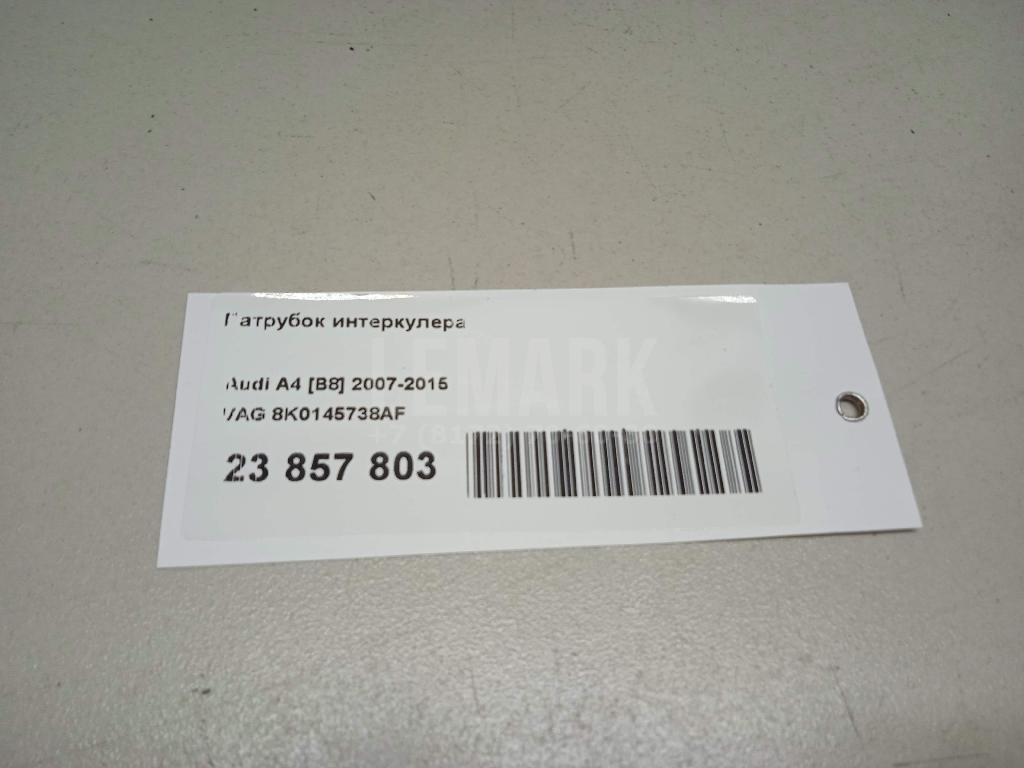 Патрубок интеркулера
LEMARK
Audi A4 [B8] 2007-2015
VAG 8K0145738AF
23 857 803